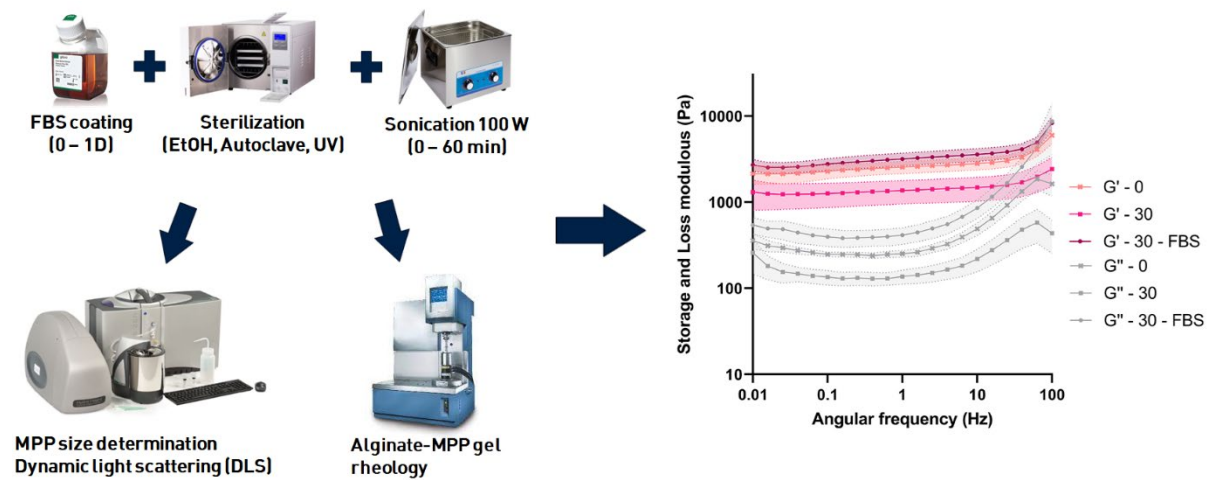 FBS coating
(0 – 1D)
Sterilization
(EtOH, Autoclave, UV)
Sonication 100 W
(0 – 60 min)
MPP size determination
Dynamic light scattering (DLS)
Alginate-MPP gel
rheology
Storage and Loss modulous (Pa)
10000
1000
100
10
0.01
0.1
1
10
100
Angular frequency (Hz)
G' - 0
G' - 30
G' - 30 - FBS
G'' - 0
G'' - 30
G'' - 30 - FBS